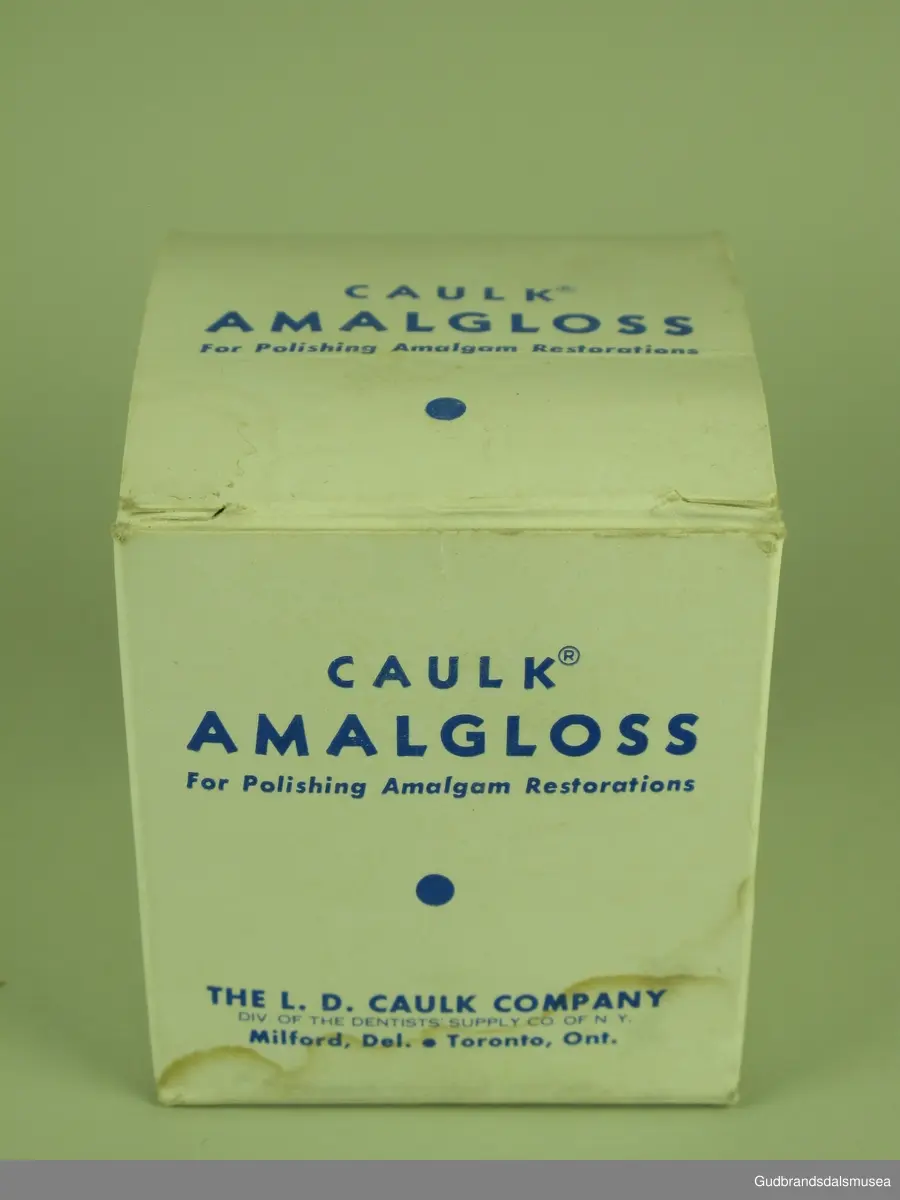 CAULK®
AMALGLOSS
For Polishing Amalgam Restorations
CAULK®
AMALGLOSS
For Polishing Amalgam Restorations
THE L. D. CAULK COMPANY
DIV. OF THE DENTISTS' SUPPLY CO. OF N. Y.
Milford, Del. ● Toronto, Ont.
Gudbrandsdalsmusea